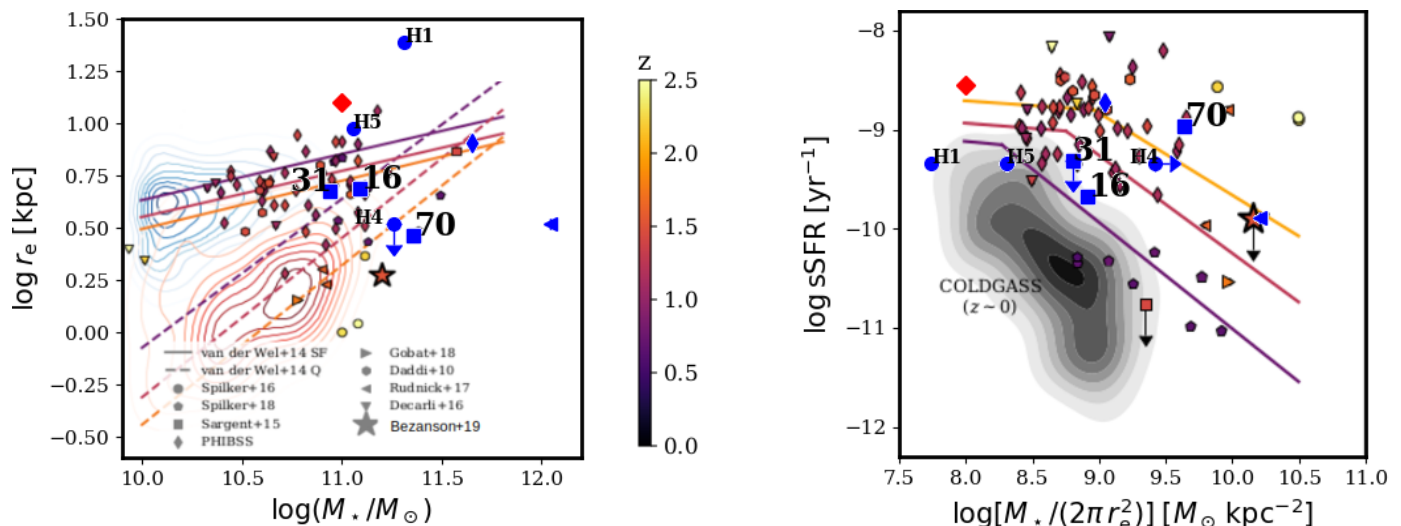 1.50
1.25
1.00
0.75
0.50
0.25
0.00
−0.25
−0.50
log rₑ [kpc]
H1
H5
31
16
H4
70
van der Wel+14 SF
van der Wel+14 Q
Spilker+16
Spilker+18
Sargent+15
PHIBSS
Gobat+18
Daddi+10
Rudnick+17
Decarli+16
Bezanson+19
10.0 10.5 11.0 11.5 12.0
log(M⋆/M⊙)
z
2.5
2.0
1.5
1.0
0.5
0.0
−8
−9
−10
−11
−12
log sSFR [yr⁻¹]
H1
H5
31
H4
70
16
COLDGASS
(z∼0)
7.5 8.0 8.5 9.0 9.5 10.0 10.5 11.0
log[M⋆/(2π rₑ²)] [M⊙ kpc⁻²]